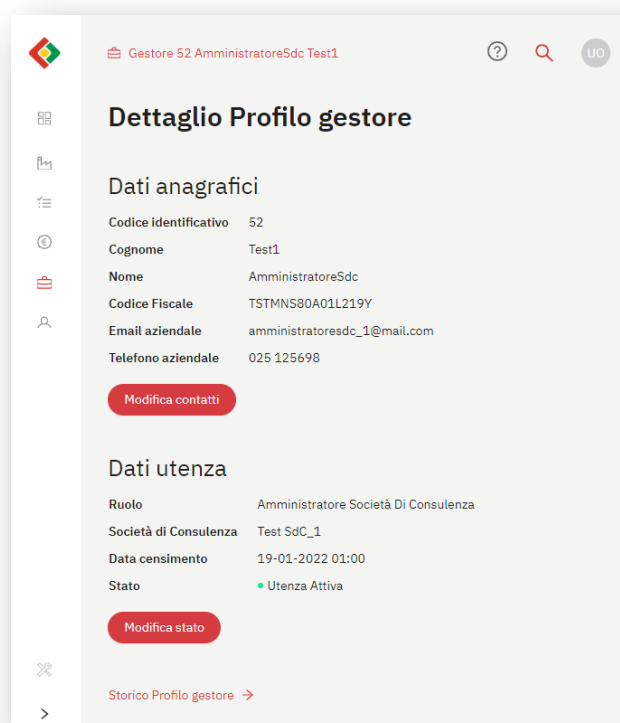 Gestore 52 AmministratoreSdc Test1
?
UO
Dettaglio Profilo gestore
Dati anagrafici
Codice identificativo 52
Cognome Test1
Nome AmministratoreSdc
Codice Fiscale TSTMNS80A01L219Y
Email aziendale amministratoresdc_1@mail.com
Telefono aziendale 025 125698
Modifica contatti
Dati utenza
Ruolo Amministratore Società Di Consulenza
Società di Consulenza Test SdC_1
Data censimento 19-01-2022 01:00
Stato Utenza Attiva
Modifica stato
Storico Profilo gestore